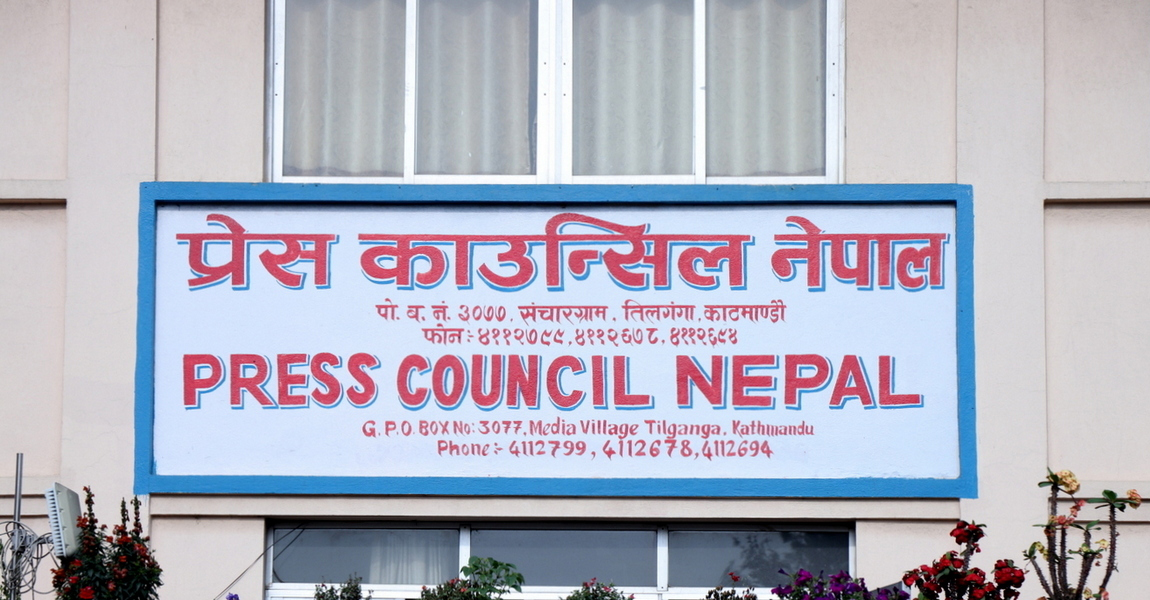 प्रेस काउन्सिल नेपाल
पो. व. नं. ३०७७, संचारग्राम, तिलगंगा, काठमाण्डौ
फोन:- ४११२७९९,४११२६७८, ४११२६९४
PRESS COUNCIL NEPAL
G.P.O. BOX No: 3077, Media Village Tilganga, Kathmandu
Phone:- 4112799, 4112678,4112694